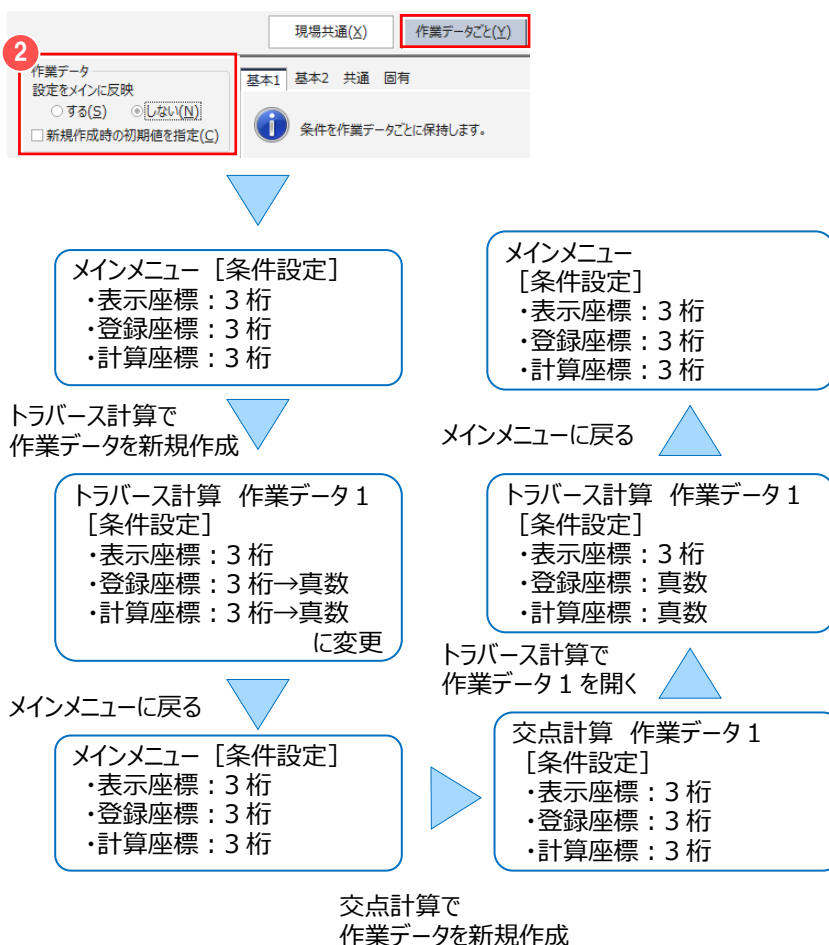 現場共通(X)
作業データごと(Y)
2
作業データ
設定をメインに反映
する(S)
しない(N)
新規作成時の初期値を指定(C)
基本1
基本2
共通
固有
条件を作業データごとに保持します。
メインメニュー［条件設定］
・表示座標：3 桁
・登録座標：3 桁
・計算座標：3 桁
トラバース計算で
作業データを新規作成
トラバース計算 作業データ 1
［条件設定］
・表示座標：3 桁
・登録座標：3 桁→真数
・計算座標：3 桁→真数
に変更
メインメニューに戻る
メインメニュー［条件設定］
・表示座標：3 桁
・登録座標：3 桁
・計算座標：3 桁
交点計算で
作業データを新規作成
交点計算 作業データ 1
［条件設定］
・表示座標：3 桁
・登録座標：3 桁
・計算座標：3 桁
トラバース計算で
作業データ 1 を開く
トラバース計算 作業データ 1
［条件設定］
・表示座標：3 桁
・登録座標：真数
・計算座標：真数
メインメニューに戻る
メインメニュー
［条件設定］
・表示座標：3 桁
・登録座標：3 桁
・計算座標：3 桁